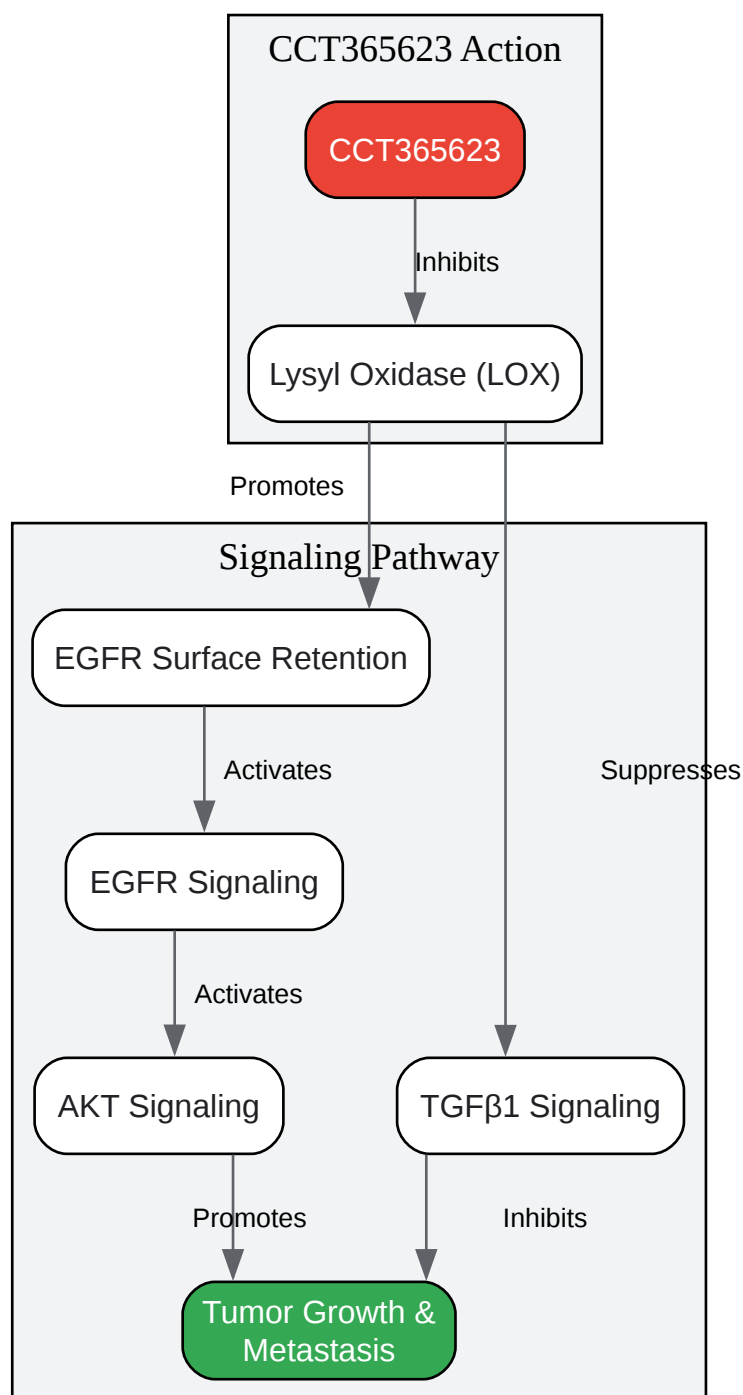 CCT365623 Action
CCT365623
Inhibits
Lysyl Oxidase (LOX)
Promotes
Signaling Pathway
EGFR Surface Retention
Activates
Suppresses
EGFR Signaling
Activates
AKT Signaling
TGFβ1 Signaling
Promotes
Inhibits
Tumor Growth &
Metastasis